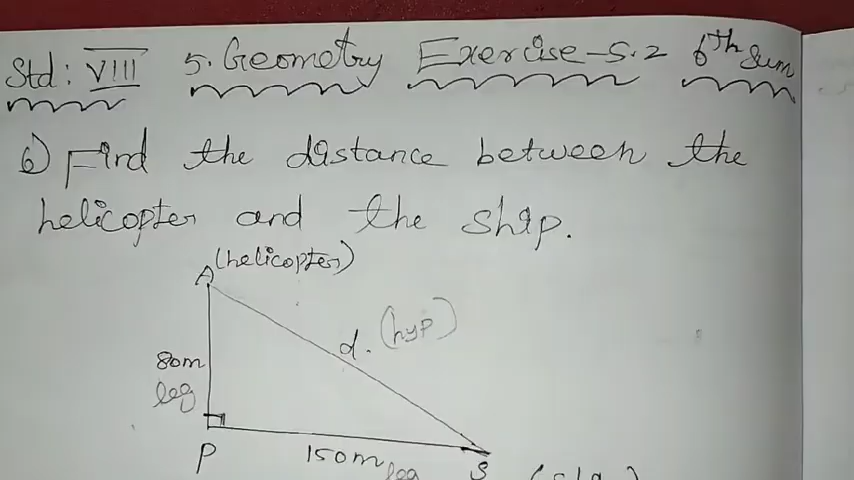 Std: VIII 5. Geometry Exercise-5.2 6th Sum
6) Find the distance between the
helicopter and the ship.
A (helicopter)
d. (hyp)
80m
leg
P 150m leg S